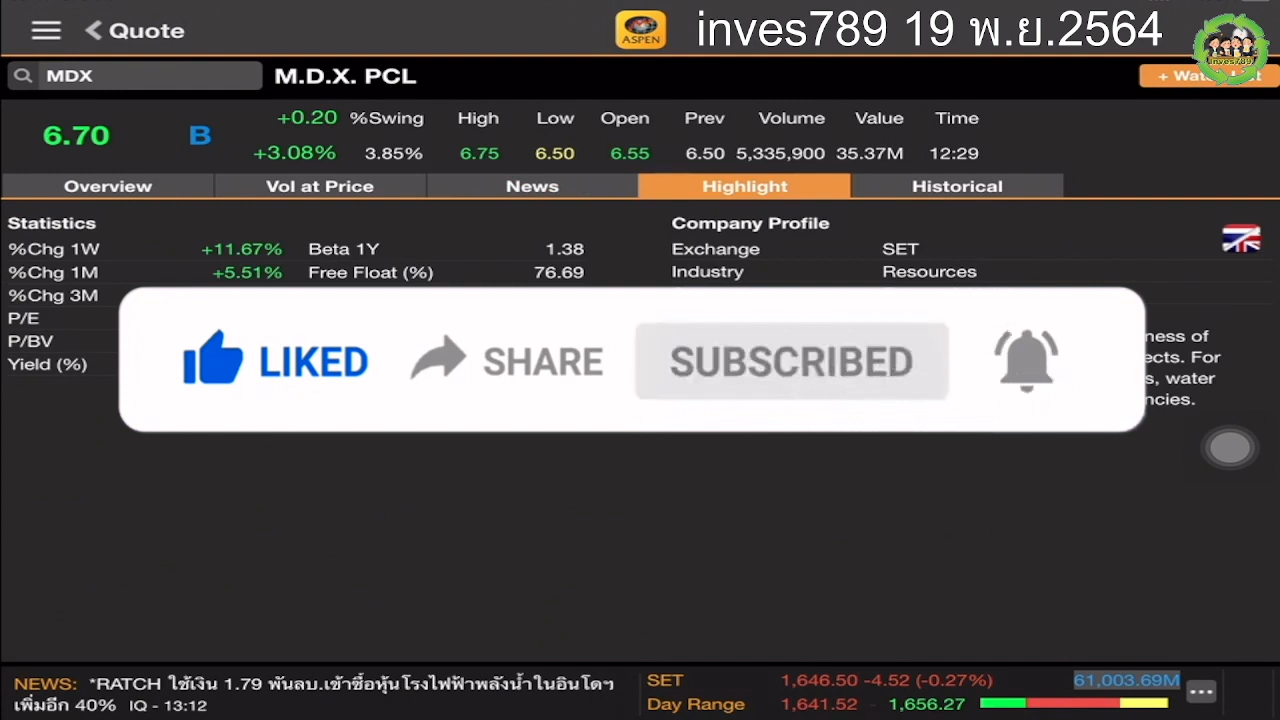 Quote
ASPEN
inves789 19 พ.ย.2564
inves789
MDX
M.D.X. PCL
6.70 B +0.20 +3.08%
%Swing High Low Open Prev Volume Value Time
3.85% 6.75 6.50 6.55 6.50 5,335,900 35.37M 12:29
Overview Vol at Price News Highlight Historical
Statistics
%Chg 1W +11.67% Beta 1Y 1.38
%Chg 1M +5.51% Free Float (%) 76.69
%Chg 3M
P/E
P/BV
Yield (%)
Company Profile
Exchange SET
Industry Resources
ness of
ects. For
s, water
ncies.
LIKED SHARE SUBSCRIBED
NEWS: *RATCH ใช้เงิน 1.79 พันลบ.เข้าซื้อหุ้นโรงไฟฟ้าพลังน้ำในอินโดฯ
เพิ่มอีก 40% IQ - 13:12
SET 1,646.50 -4.52 (-0.27%) 61,003.69M
Day Range 1,641.52 - 1,656.27